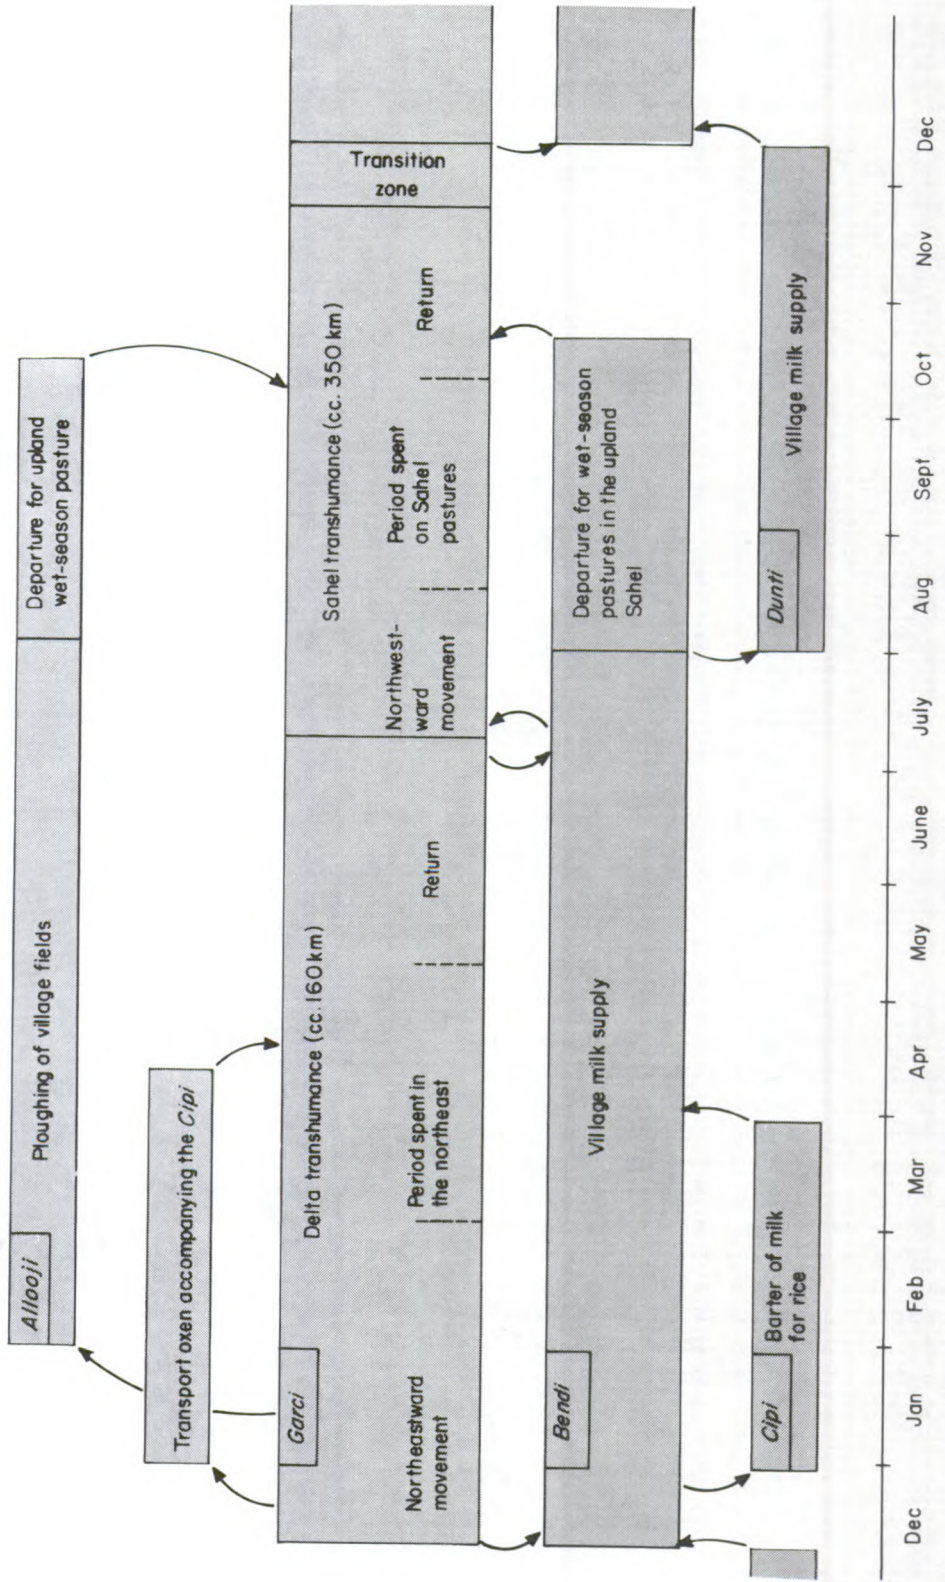 Allooji
Ploughing of village fields
Departure for upland
wet-season pasture
Transport oxen accompanying the Cipi
Garci
Delta transhumance (cc. 160 km)
Northeastward
movement
Period spent in
the northeast
Return
Sahel transhumance (cc. 350 km)
Northwest-
ward
movement
Period spent
on Sahel
pastures
Return
Transition
zone
Bendi
Village milk supply
Departure for wet-season
pastures in the upland
Sahel
Cipi
Barter of milk
for rice
Dunti
Village milk supply
Dec
Jan
Feb
Mar
Apr
May
June
July
Aug
Sept
Oct
Nov
Dec